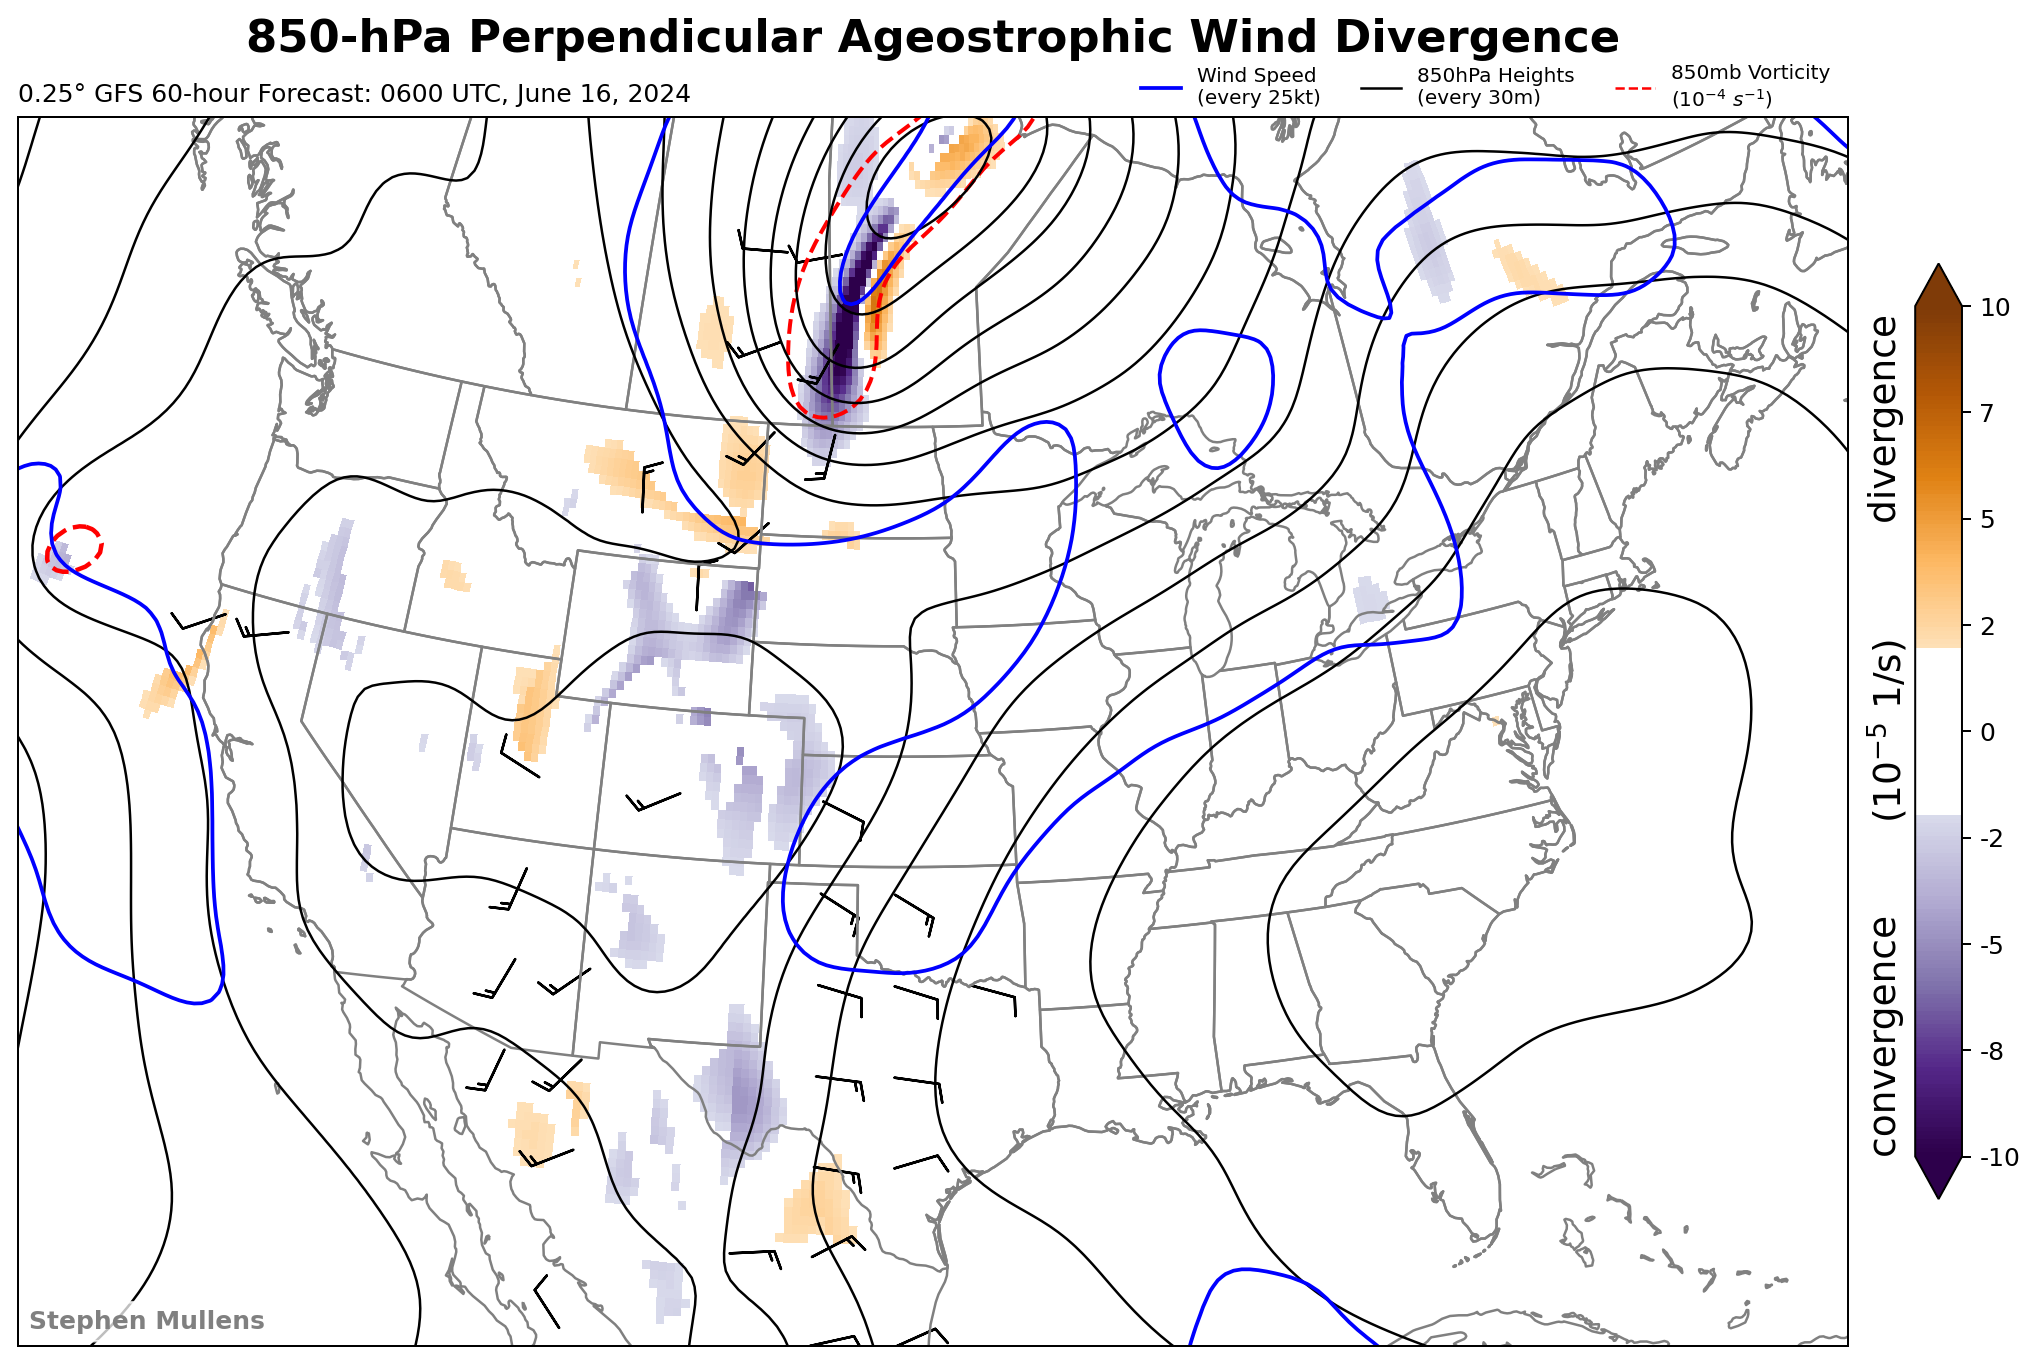 850-hPa Perpendicular Ageostrophic Wind Divergence
0.25° GFS 60-hour Forecast: 0600 UTC, June 16, 2024
Wind Speed
(every 25kt)
850hPa Heights
(every 30m)
850mb Vorticity
(10⁻⁴ s⁻¹)
10
7
5
2
0
-2
-5
-8
-10
convergence (10⁻⁵ 1/s) divergence
Stephen Mullens